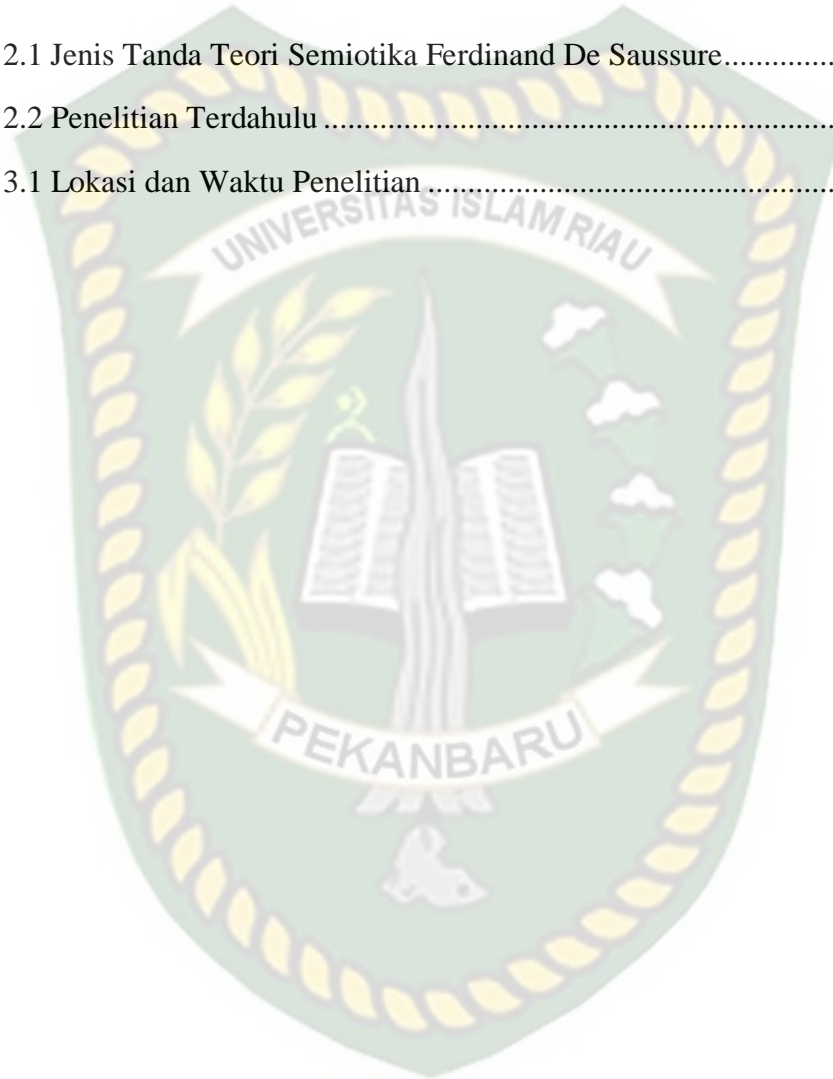 2.1 Jenis Tanda Teori Semiotika Ferdinand De Saussure..............
2.2 Penelitian Terdahulu......................................................
3.1 Lokasi dan Waktu Penelitian...........................................
UNIVERSITAS ISLAM RIAU
PEKANBARU